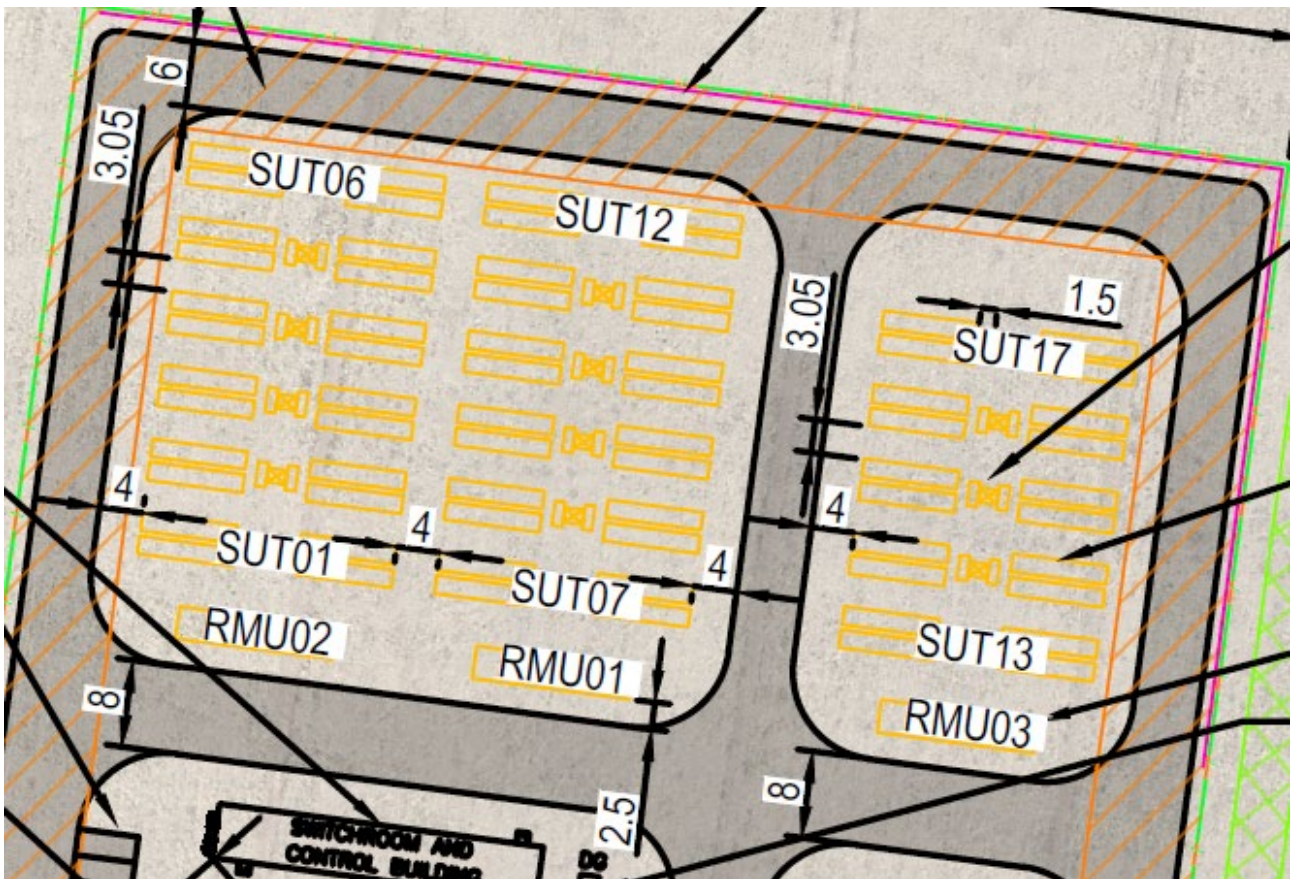 6
3.05
SUT06
SUT12
3.05
1.5
SUT17
4
4
4
4
SUT01
SUT07
SUT13
RMU02
RMU01
RMU03
8
8
2.5
SWITCHROOM AND
CONTROL BUILDING
DG